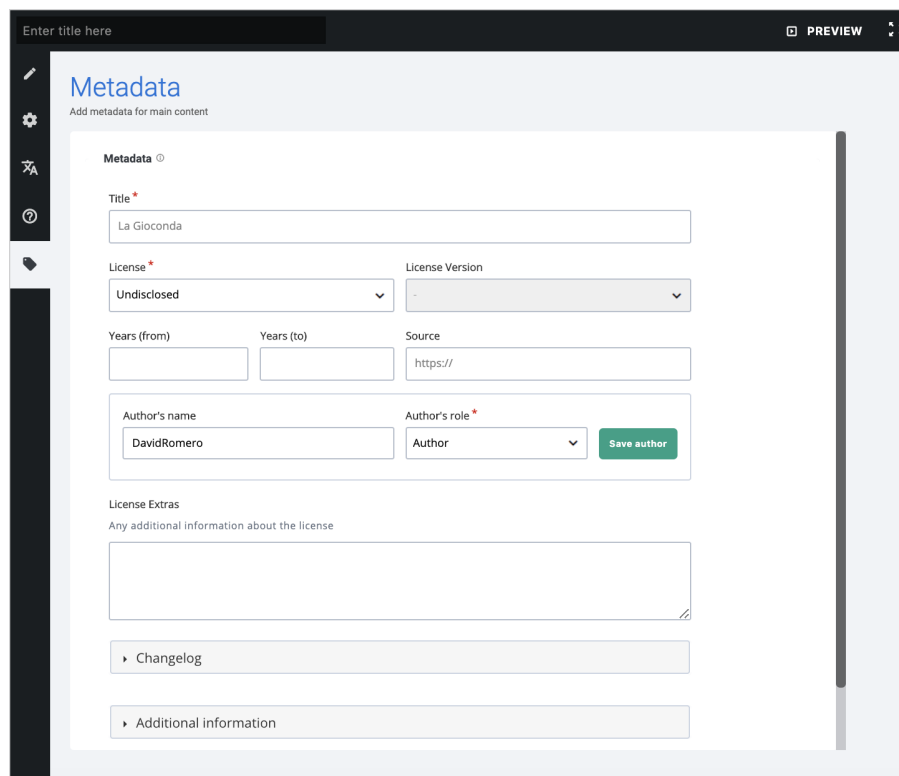 Enter title here
PREVIEW
Metadata
Add metadata for main content
Metadata
Title *
La Gioconda
License * License Version
Undisclosed -
Years (from) Years (to) Source
https://
Author's name Author's role *
DavidRomero Author Save author
License Extras
Any additional information about the license
Changelog
Additional information